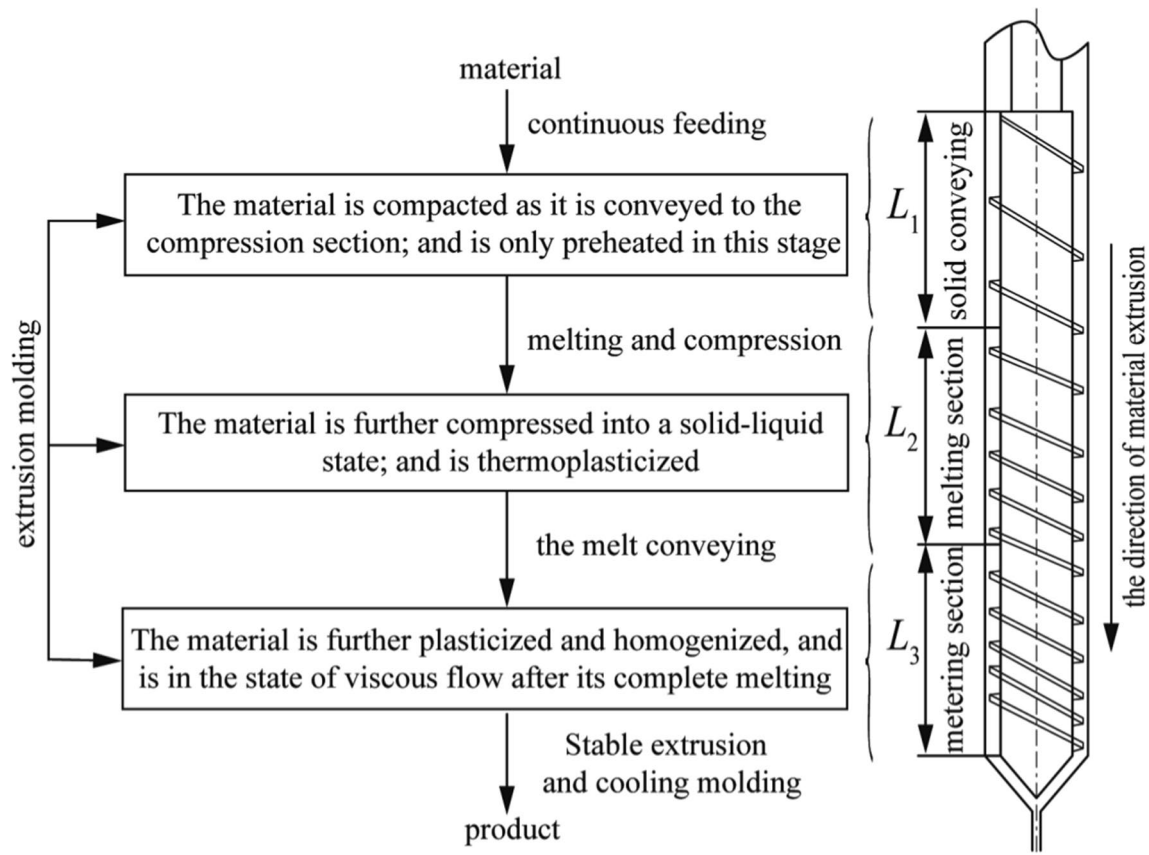 material
continuous feeding
The material is compacted as it is conveyed to the
compression section; and is only preheated in this stage
melting and compression
The material is further compressed into a solid-liquid
state; and is thermoplasticized
the melt conveying
The material is further plasticized and homogenized, and
is in the state of viscous flow after its complete melting
Stable extrusion
and cooling molding
product
extrusion molding
L₁
solid conveying
L₂
melting section
L₃
metering section
the direction of material extrusion